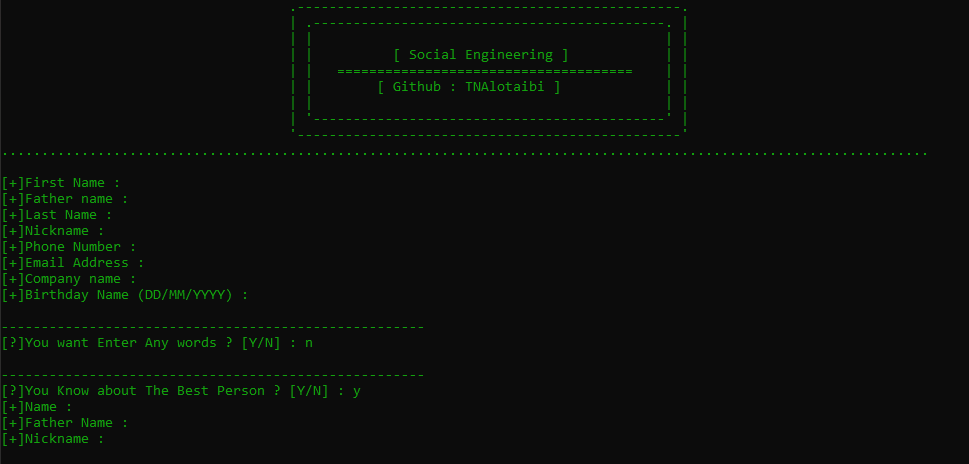 [ Social Engineering ]
=====================================
[ Github : TNAlotaibi ]
[+]First Name :
[+]Father name :
[+]Last Name :
[+]Nickname :
[+]Phone Number :
[+]Email Address :
[+]Company name :
[+]Birthday Name (DD/MM/YYYY) :
-----------------------------------------------------
[?]You want Enter Any words ? [Y/N] : n
-----------------------------------------------------
[?]You Know about The Best Person ? [Y/N] : y
[+]Name :
[+]Father Name :
[+]Nickname :